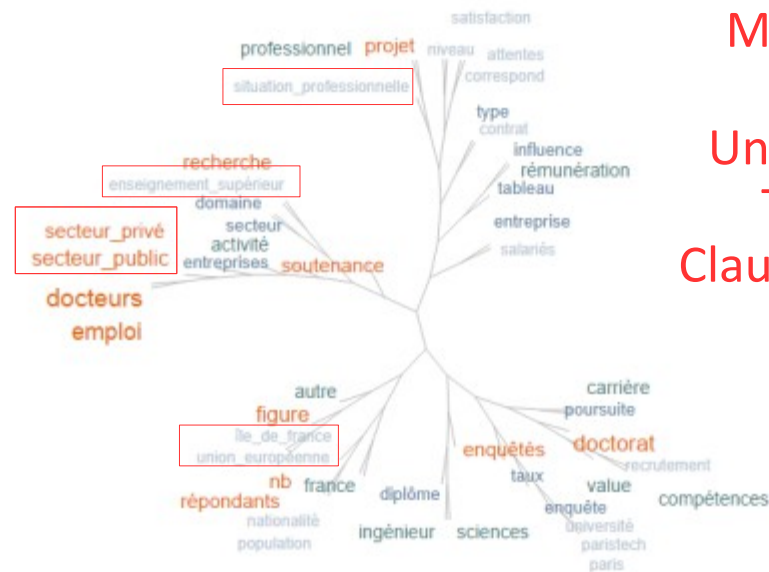 satisfaction
professionnel projet niveau attentes
situation_professionnelle correspond
type
contrat
influence
recherche rémunération
enseignement_supérieur tableau
domaine
secteur entreprise
secteur_privé activité salariés
secteur_public entreprises soutenance
docteurs
emploi
autre carrière
figure poursuite
île_de_france
union_européenne enquêtés doctorat
recrutement
nb france taux value
répondants diplôme enquête compétences
nationalité université
population ingénieur sciences paristech
paris
M
Un
Clau